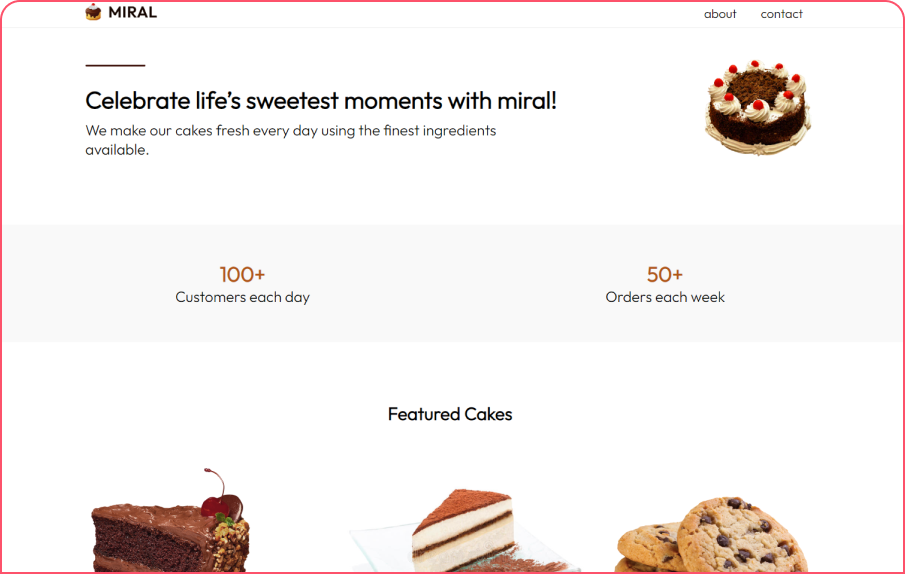 MIRAL
about contact
Celebrate life's sweetest moments with miral!
We make our cakes fresh every day using the finest ingredients
available.
100+
Customers each day
50+
Orders each week
Featured Cakes